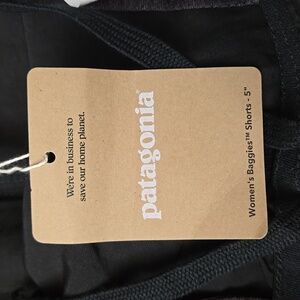 We're in business to
save our home planet.
patagonia®
Women's Baggies™ Shorts - 5"